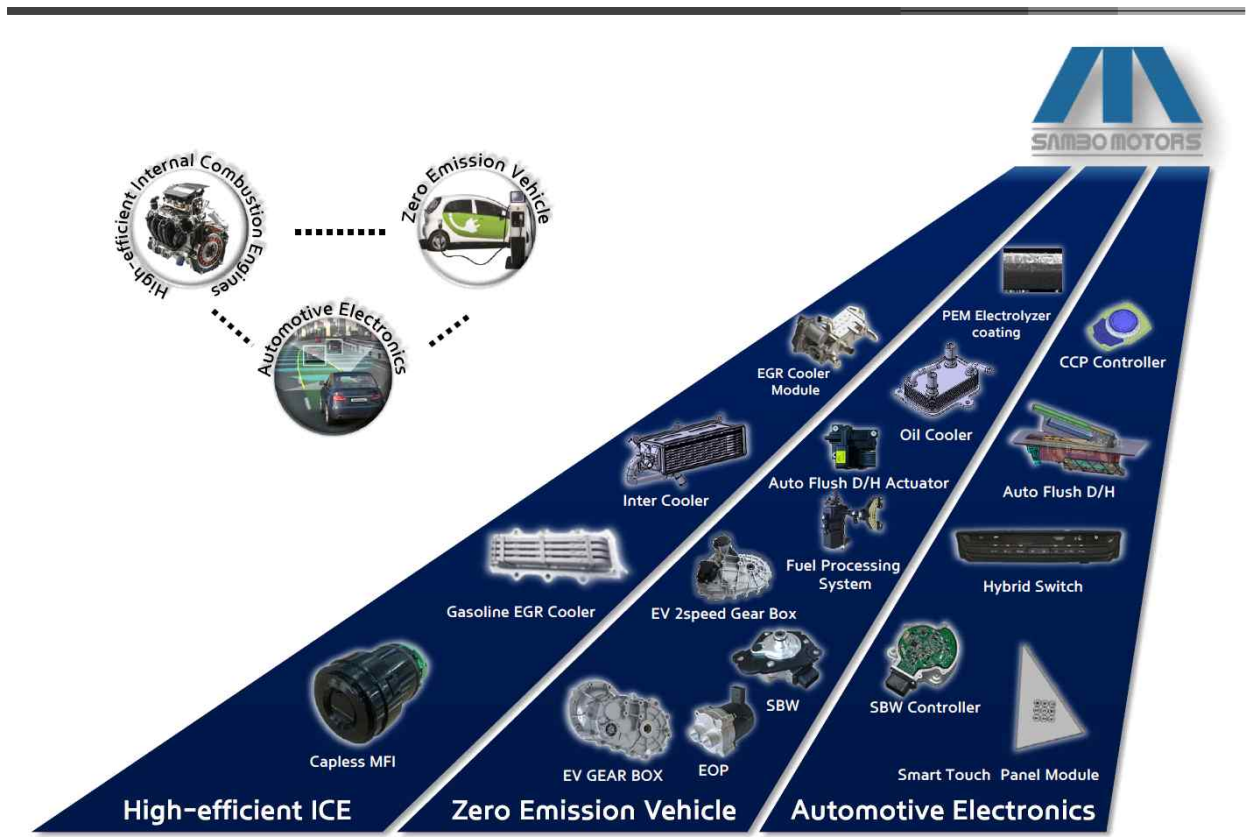 SAMBO MOTORS
High-efficient Internal Combustion Engines
Zero Emission Vehicle
Automotive Electronics
PEM Electrolyzer
coating
CCP Controller
EGR Cooler
Module
Oil Cooler
Inter Cooler
Auto Flush D/H Actuator
Auto Flush D/H
Fuel Processing
System
Hybrid Switch
Gasoline EGR Cooler
EV 2speed Gear Box
SBW
SBW Controller
Capless MFI
EV GEAR BOX
EOP
Smart Touch Panel Module
High-efficient ICE
Zero Emission Vehicle
Automotive Electronics